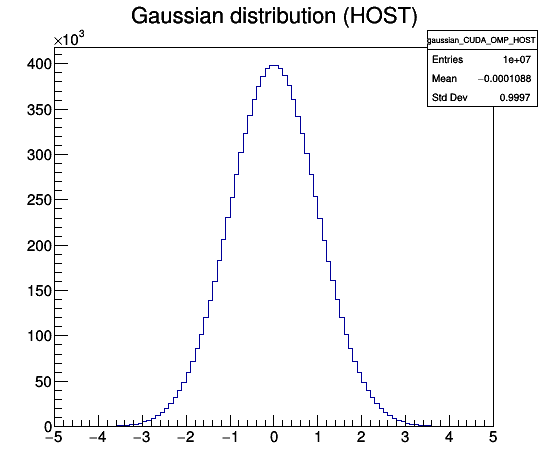 Gaussian distribution (HOST)
×10³
gaussian_CUDA_OMP_HOST
Entries 1e+07
Mean −0.0001088
Std Dev 0.9997
400
350
300
250
200
150
100
50
0
−5 −4 −3 −2 −1 0 1 2 3 4 5